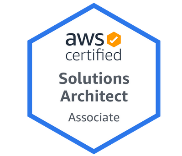 aws
certified
Solutions
Architect
Associate